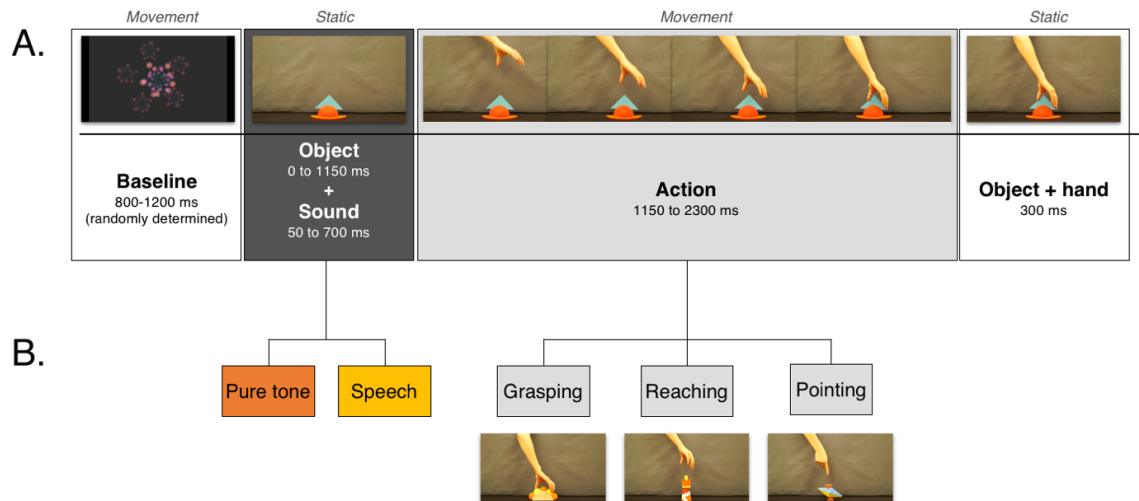 Movement
Static
Movement
Static
A.
Object
0 to 1150 ms
+
Sound
50 to 700 ms
Baseline
800-1200 ms
(randomly determined)
Action
1150 to 2300 ms
Object + hand
300 ms
B.
Pure tone
Speech
Grasping
Reaching
Pointing